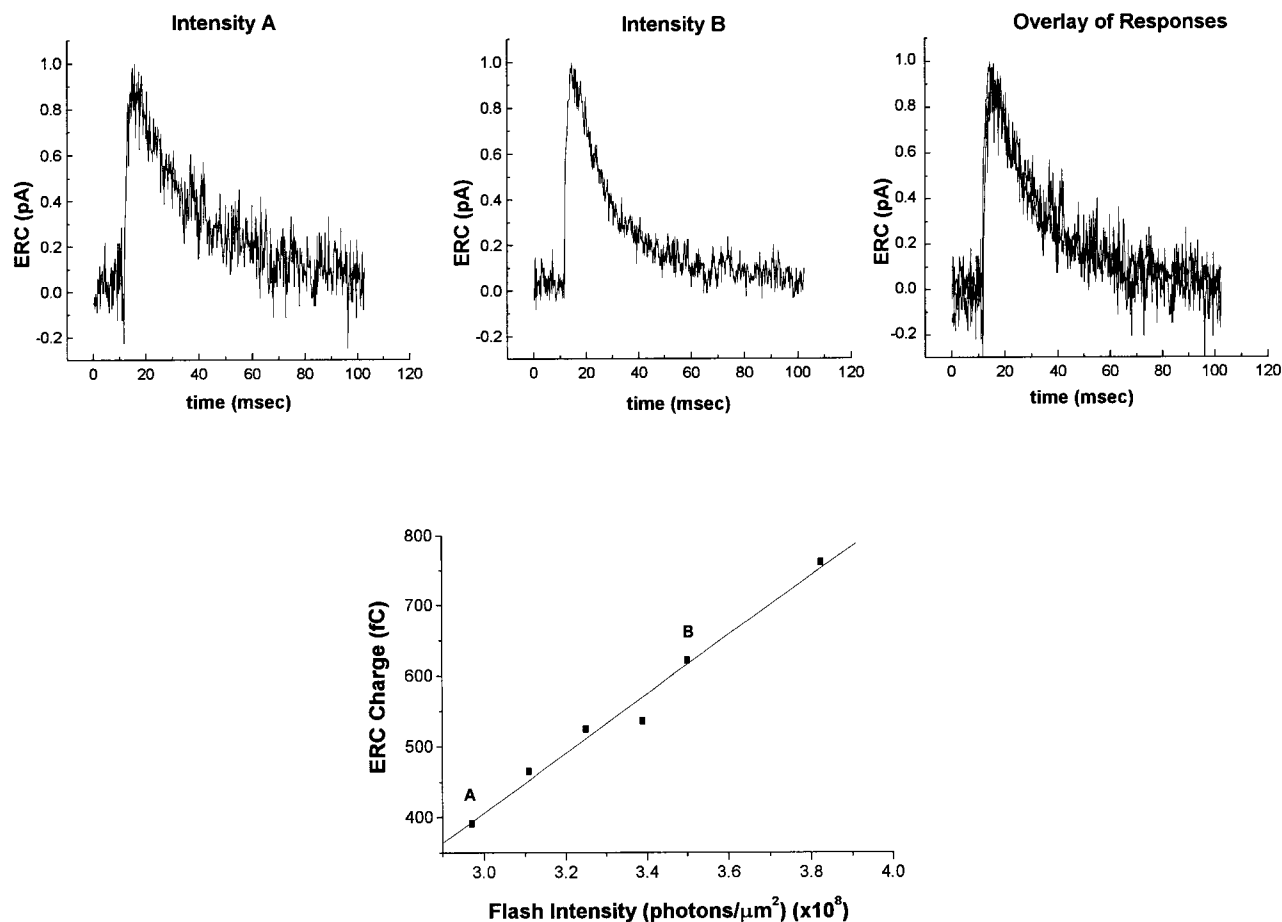 Intensity A
ERC (pA)
1.0
0.8
0.6
0.4
0.2
0.0
-0.2
0 20 40 60 80 100 120
time (msec)
Intensity B
ERC (pA)
1.0
0.8
0.6
0.4
0.2
0.0
-0.2
0 20 40 60 80 100 120
time (msec)
Overlay of Responses
ERC (pA)
1.0
0.8
0.6
0.4
0.2
0.0
-0.2
0 20 40 60 80 100 120
time (msec)
ERC Charge (fC)
800
700
600
500
400
A
B
3.0 3.2 3.4 3.6 3.8 4.0
Flash Intensity (photons/μm²) (x10⁸)